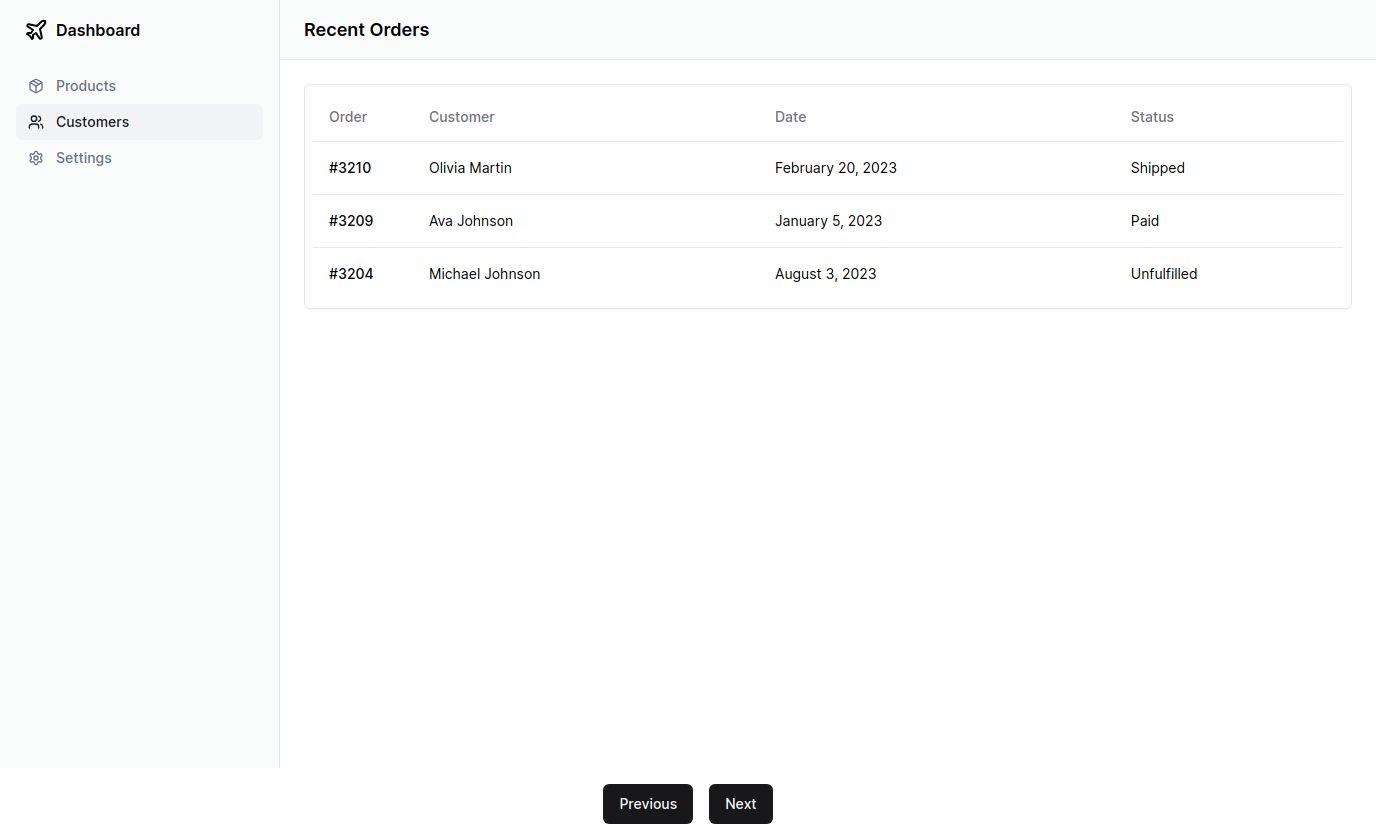 Dashboard
Products
Customers
Settings
Recent Orders
Order Customer Date Status
#3210 Olivia Martin February 20, 2023 Shipped
#3209 Ava Johnson January 5, 2023 Paid
#3204 Michael Johnson August 3, 2023 Unfulfilled
Previous Next